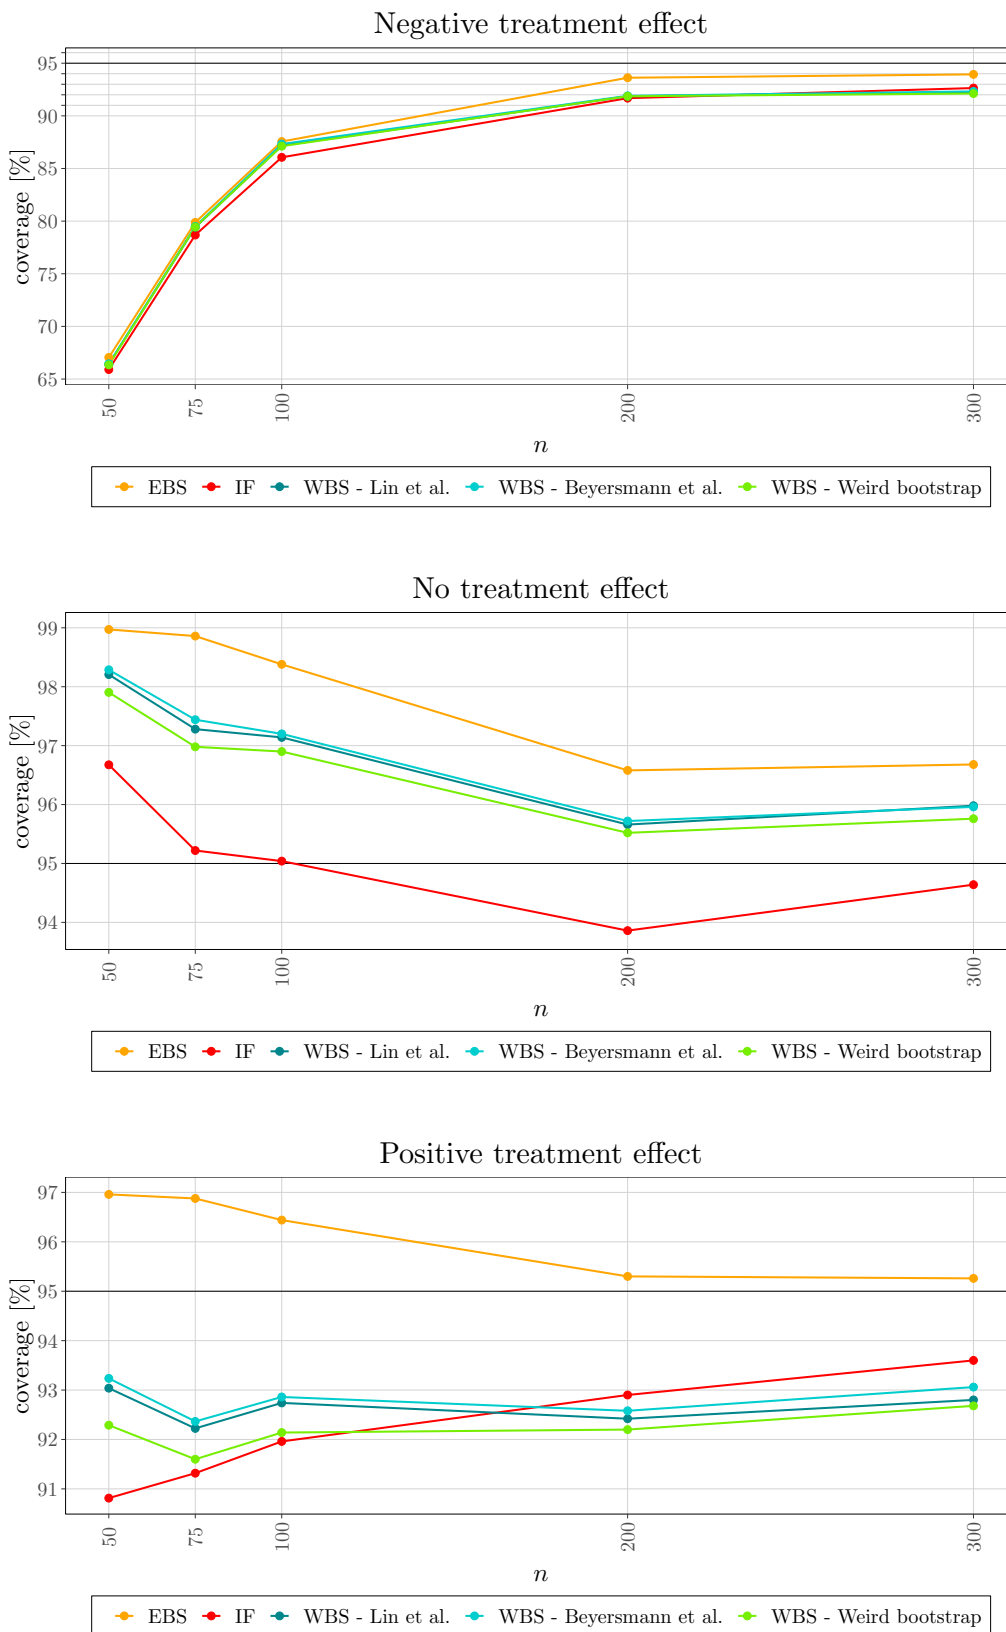 Negative treatment effect
coverage [%]
95
90
85
80
75
70
65
50 75 100 200 300
n
EBS IF WBS - Lin et al. WBS - Beyersmann et al. WBS - Weird bootstrap
No treatment effect
coverage [%]
99
98
97
96
95
94
50 75 100 200 300
n
EBS IF WBS - Lin et al. WBS - Beyersmann et al. WBS - Weird bootstrap
Positive treatment effect
coverage [%]
97
96
95
94
93
92
91
50 75 100 200 300
n
EBS IF WBS - Lin et al. WBS - Beyersmann et al. WBS - Weird bootstrap